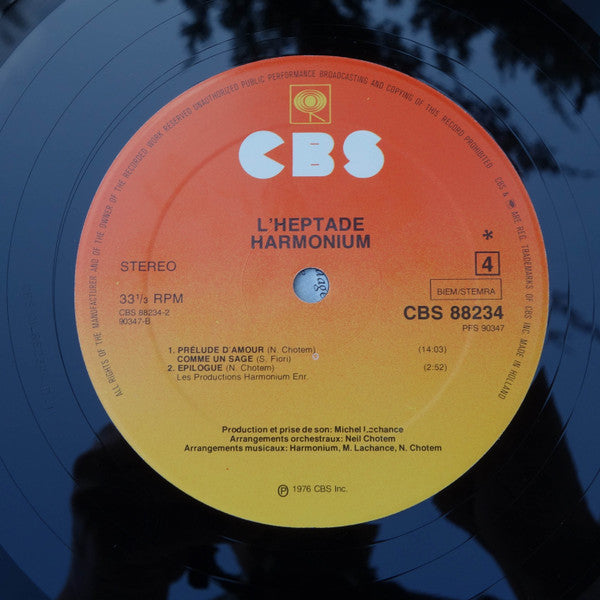 ALL RIGHTS OF THE MANUFACTURER AND OF THE OWNER OF THE RECORDED WORK RESERVED UNAUTHORIZED PUBLIC PERFORMANCE BROADCASTING AND COPYING OF THIS RECORD PROHIBITED
CBS & ARE REG. TRADEMARKS OF CBS INC. MADE IN HOLLAND
CBS
L'HEPTADE
HARMONIUM
*
STEREO
4
BIEM/STEMRA
33 1/3 RPM
CBS 88234
CBS 88234-2
PFS 90347
90347-B
1. PRÉLUDE D'AMOUR (N. Chotem) (14:03)
COMME UN SAGE (S. Fiori)
2. EPILOGUE (N. Chotem) (2:52)
Les Productions Harmonium Enr.
Production et prise de son: Michel Lachance
Arrangements orchestraux: Neil Chotem
Arrangements musicaux: Harmonium, M. Lachance, N. Chotem
℗ 1976 CBS Inc.